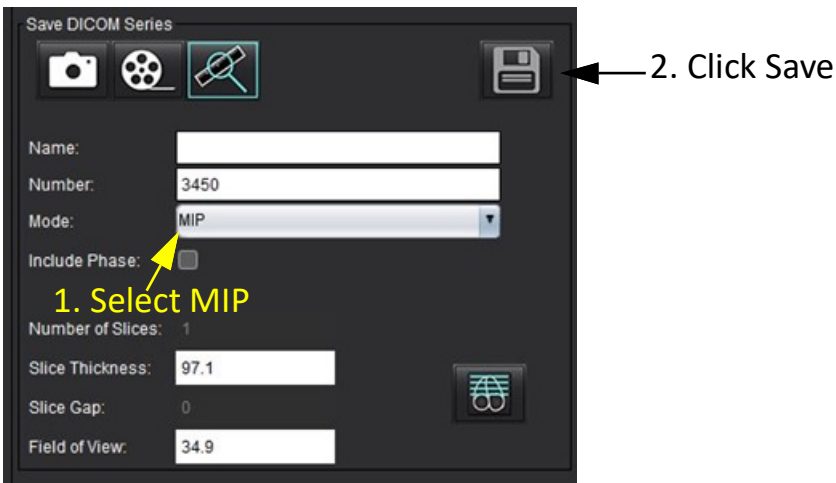 Save DICOM Series
2. Click Save
Name:
Number: 3450
Mode: MIP
Include Phase:
1. Select MIP
Number of Slices: 1
Slice Thickness: 97.1
Slice Gap: 0
Field of View: 34.9